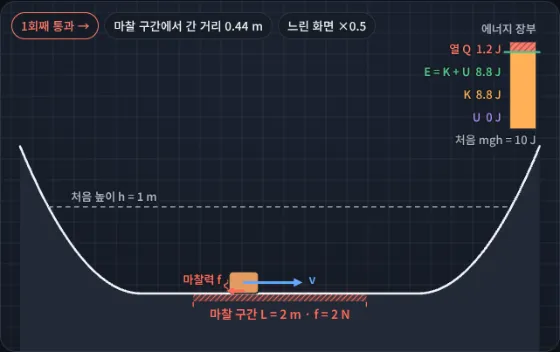 1회째 통과 → 마찰 구간에서 간 거리 0.44 m 느린 화면 ×0.5
에너지 장부
열 Q 1.2 J
E = K + U 8.8 J
K 8.8 J
U 0 J
처음 mgh = 10 J
처음 높이 h = 1 m
마찰력 f
v
마찰 구간 L = 2 m · f = 2 N